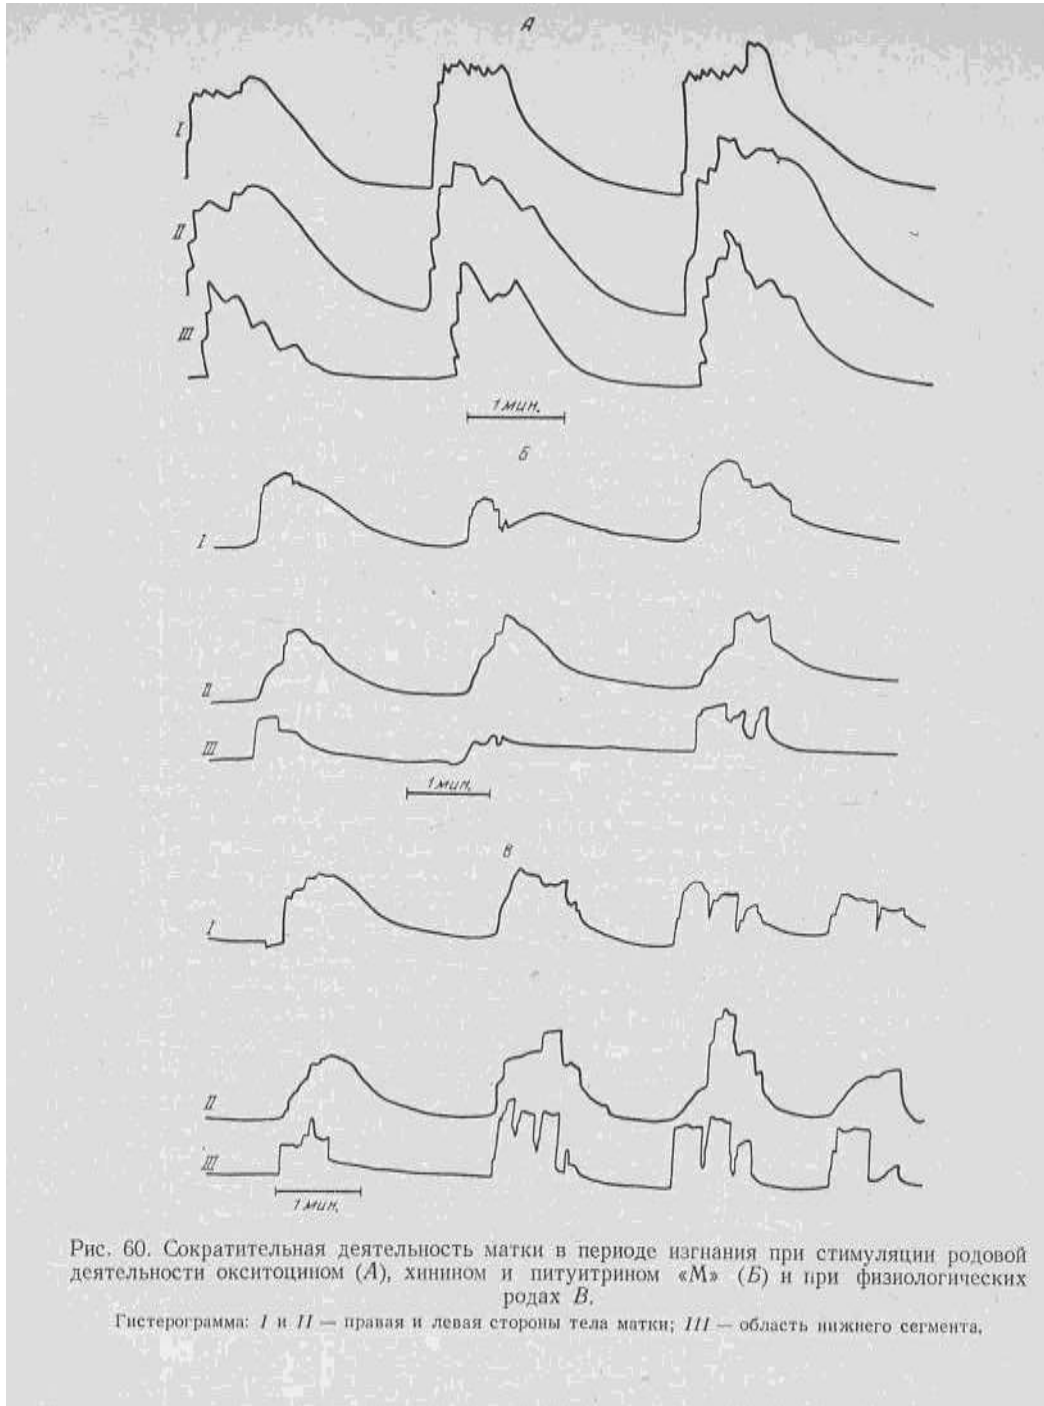 А
I
II
III
1 мин.
Б
I
II
III
1 мин.
В
I
II
III
1 мин.
Рис. 60. Сократительная деятельность матки в периоде изгнания при стимуляции родовой
деятельности окситоцином (А), хинином и питуитрином «М» (Б) и при физиологических
родах В.
Гистерограмма: I и II — правая и левая стороны тела матки; III — область нижнего сегмента.